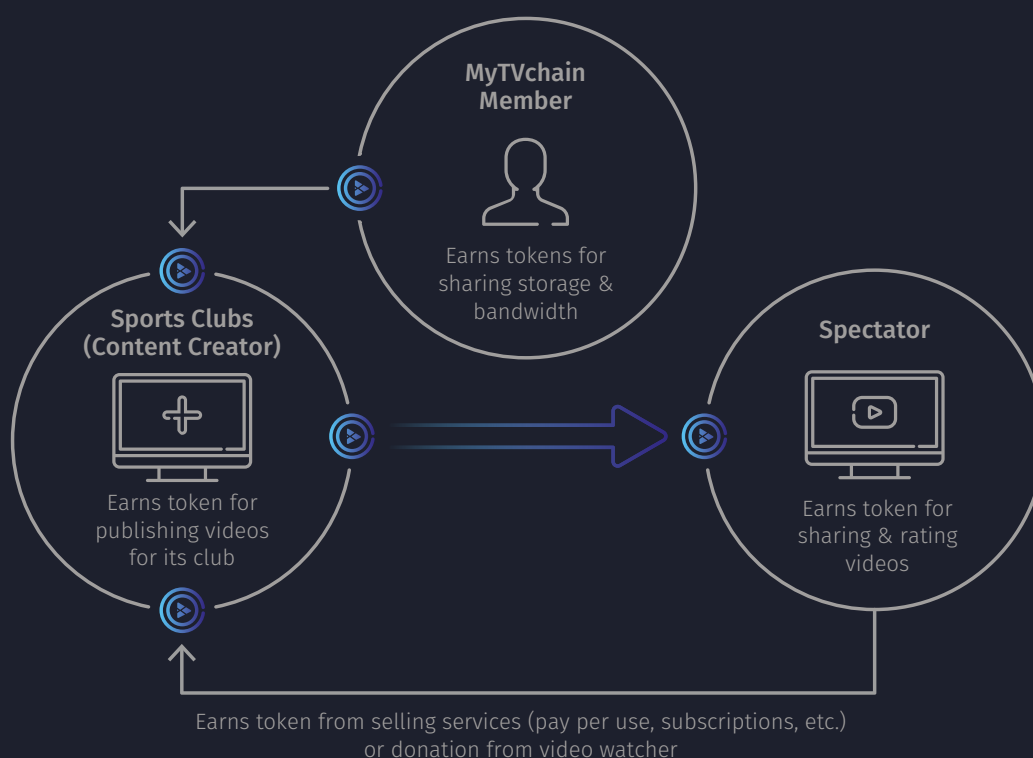 MyTVchain
Member
Earns tokens for
sharing storage &
bandwidth
Sports Clubs
(Content Creator)
Earns token for
publishing videos
for its club
Spectator
Earns token for
sharing & rating
videos
Earns token from selling services (pay per use, subscriptions, etc.)
or donation from video watcher